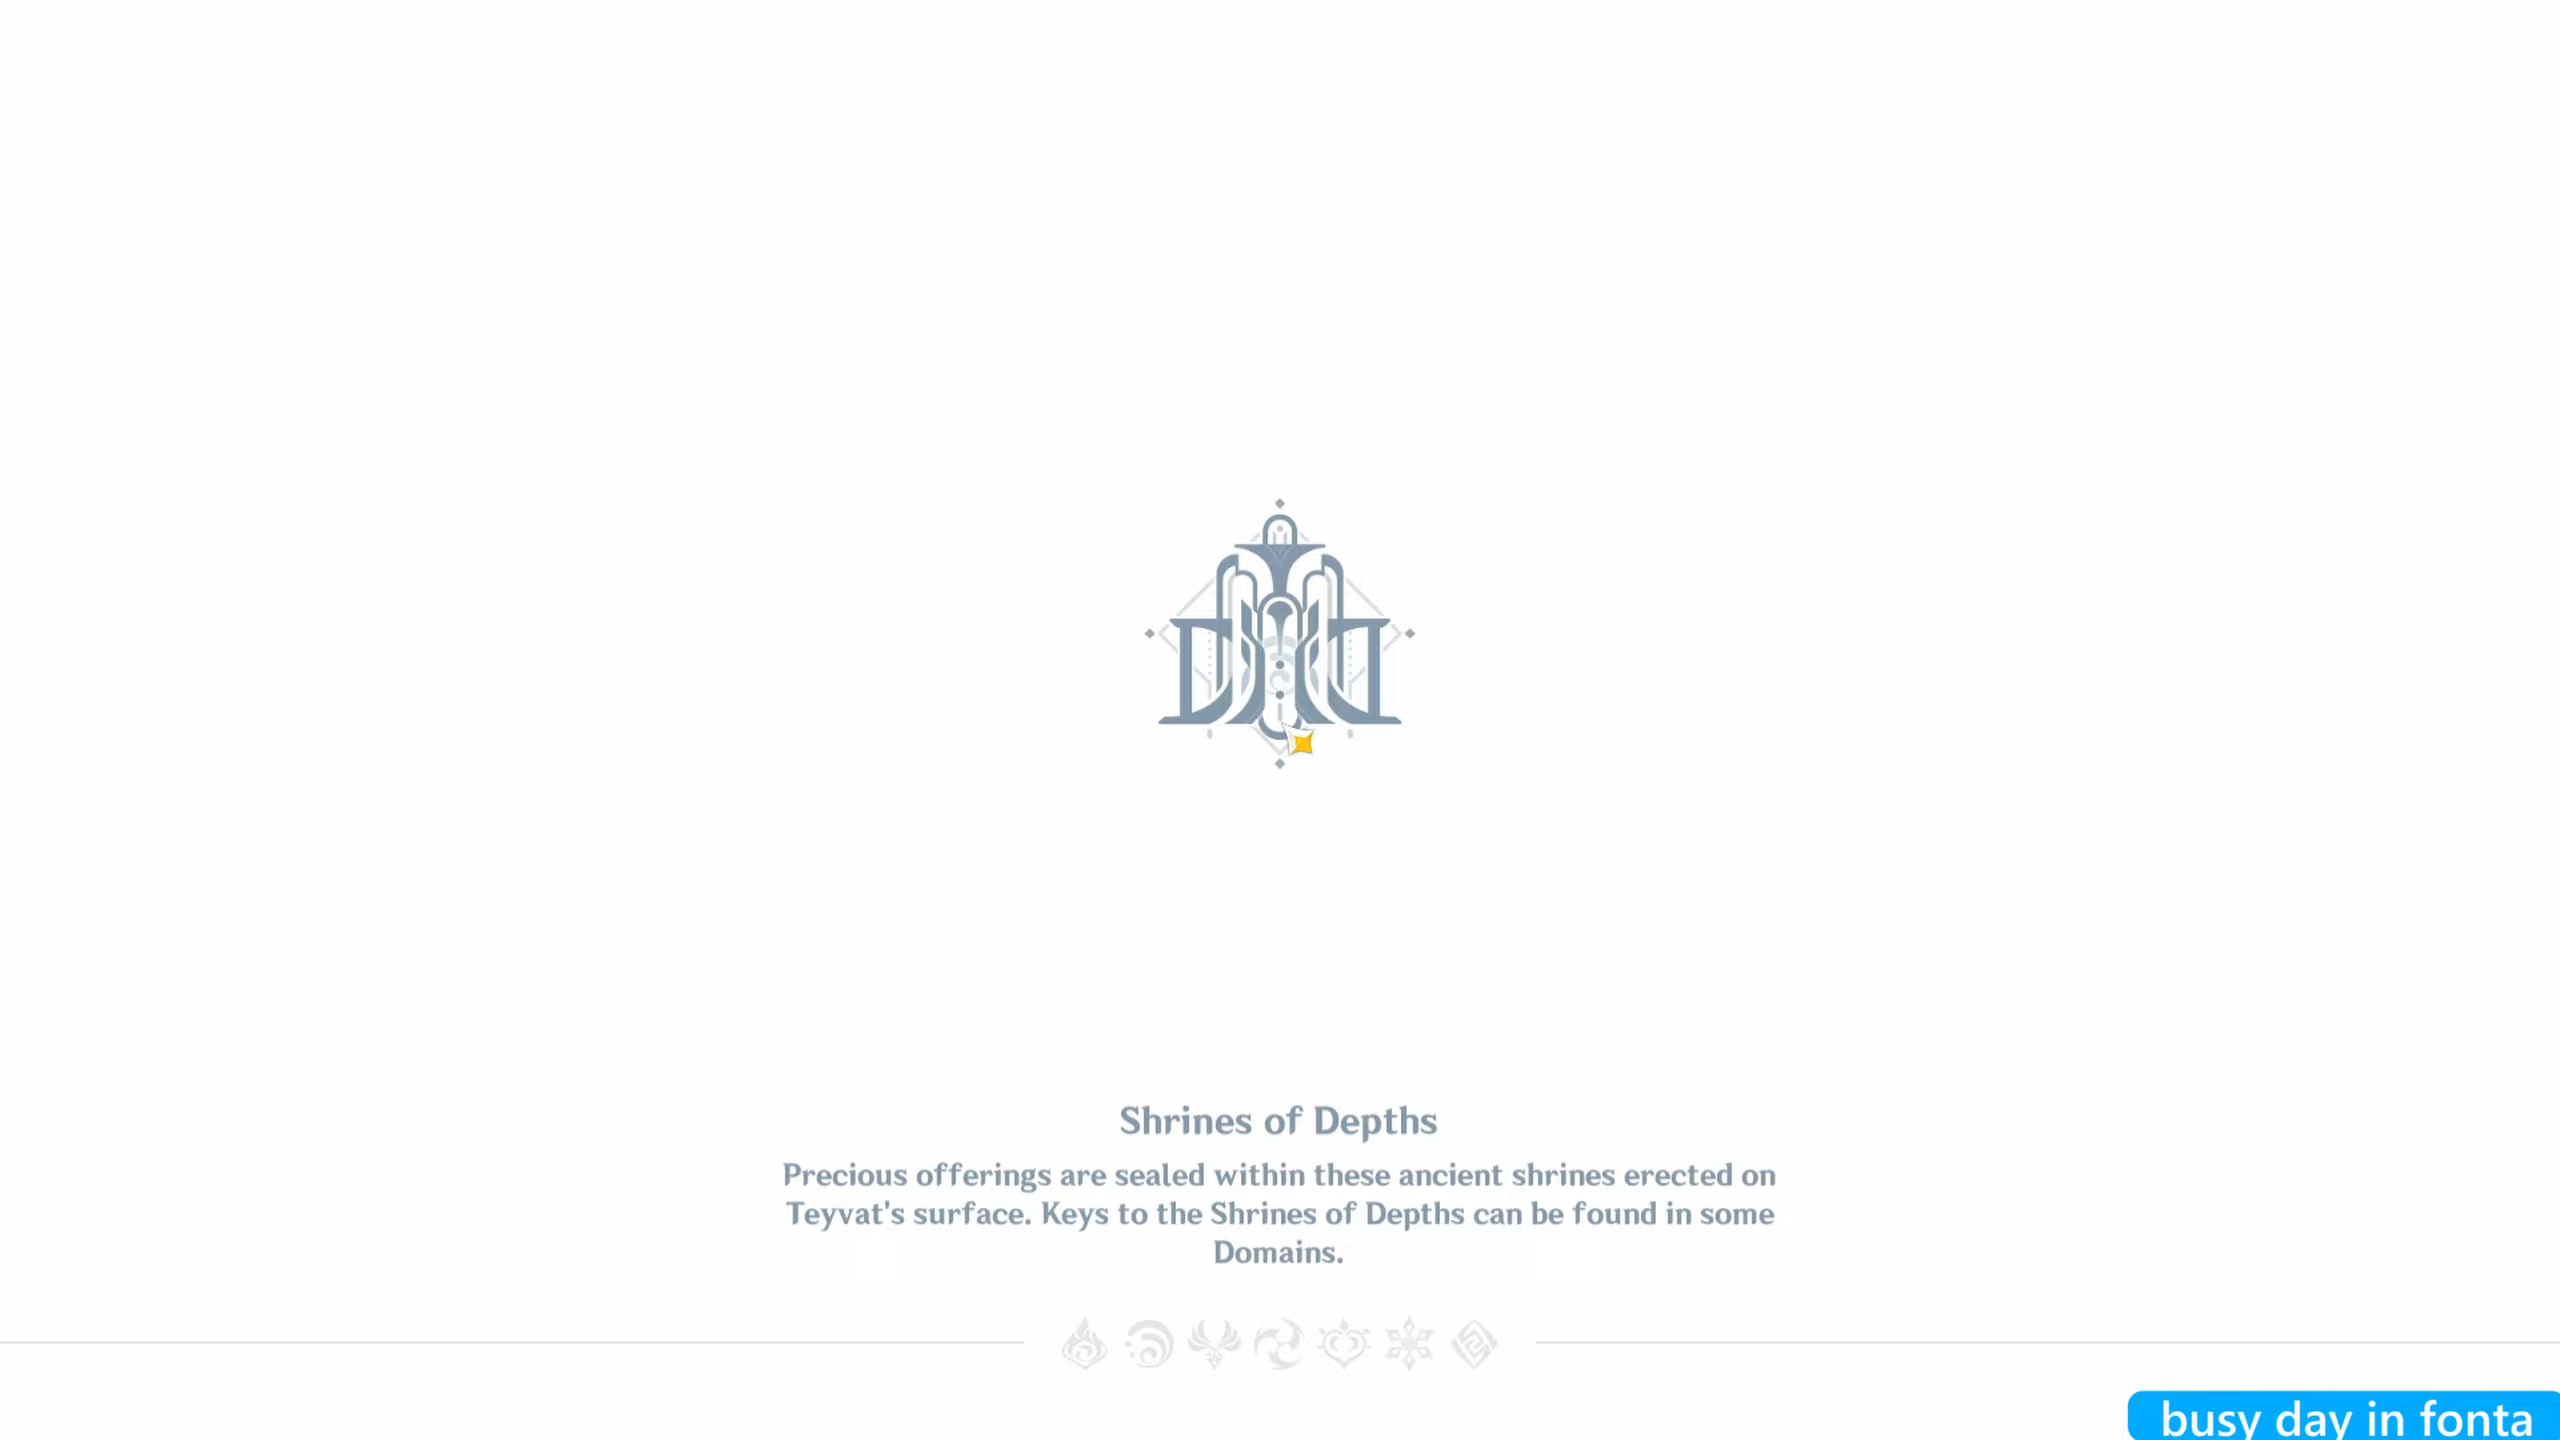 Shrines of Depths
Precious offerings are sealed within these ancient shrines erected on
Teyvat's surface. Keys to the Shrines of Depths can be found in some
Domains.
busy day in fonta